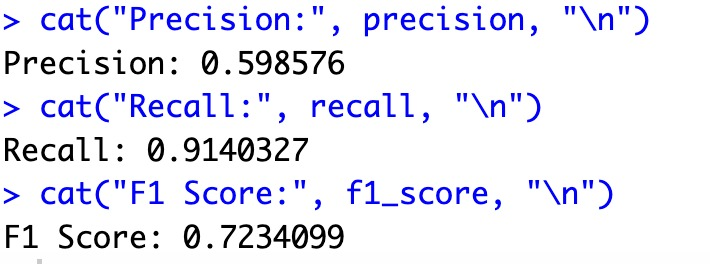 > cat("Precision:", precision, "\n")
Precision: 0.598576
> cat("Recall:", recall, "\n")
Recall: 0.9140327
> cat("F1 Score:", f1_score, "\n")
F1 Score: 0.7234099